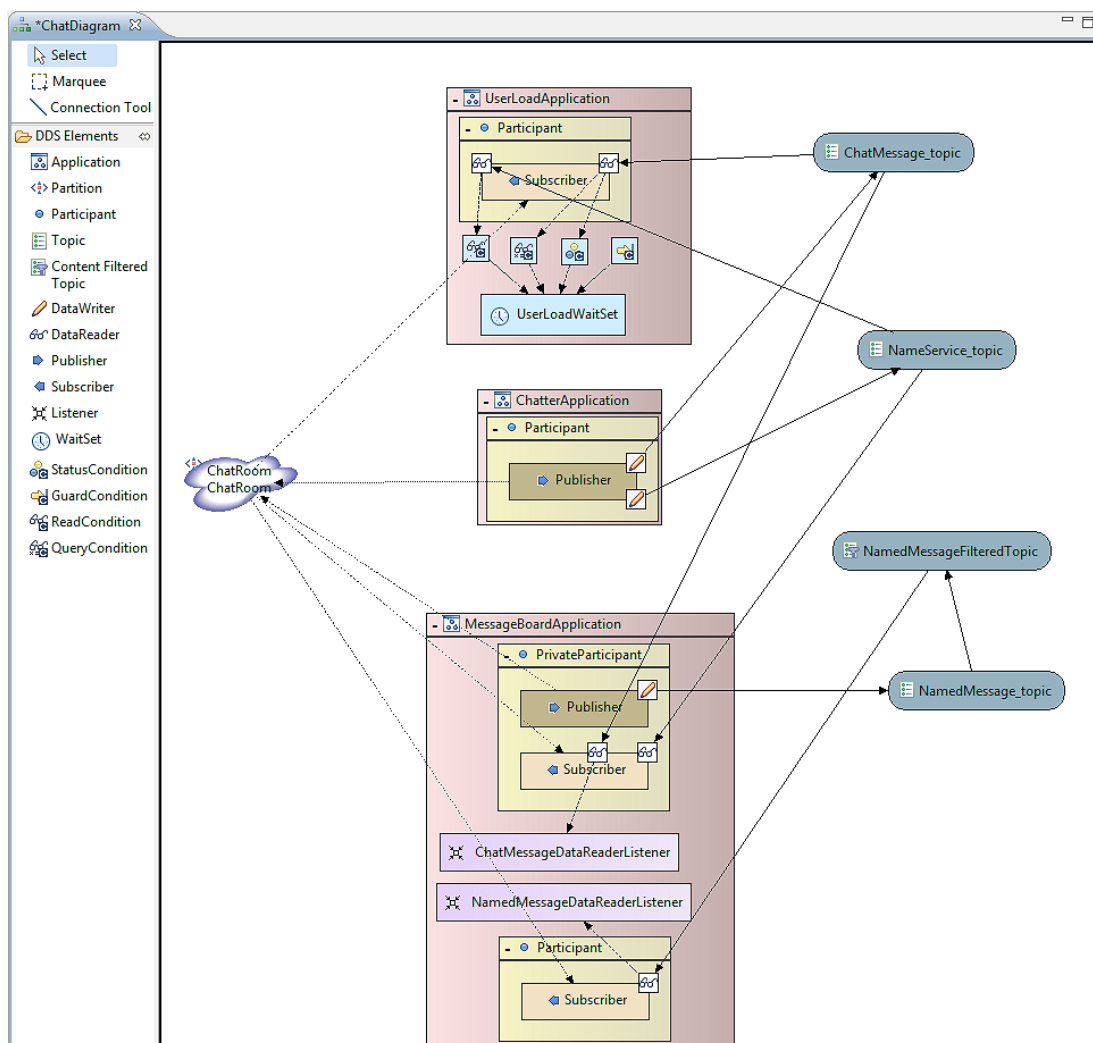 *ChatDiagram
Select
Marquee
Connection Tool
DDS Elements
Application
Partition
Participant
Topic
Content Filtered
Topic
DataWriter
DataReader
Publisher
Subscriber
Listener
WaitSet
StatusCondition
GuardCondition
ReadCondition
QueryCondition
UserLoadApplication
Participant
Subscriber
UserLoadWaitSet
ChatMessage_topic
NameService_topic
ChatterApplication
Participant
Publisher
ChatRoom
ChatRoom
NamedMessageFilteredTopic
NamedMessage_topic
MessageBoardApplication
PrivateParticipant
Publisher
Subscriber
ChatMessageDataReaderListener
NamedMessageDataReaderListener
Participant
Subscriber